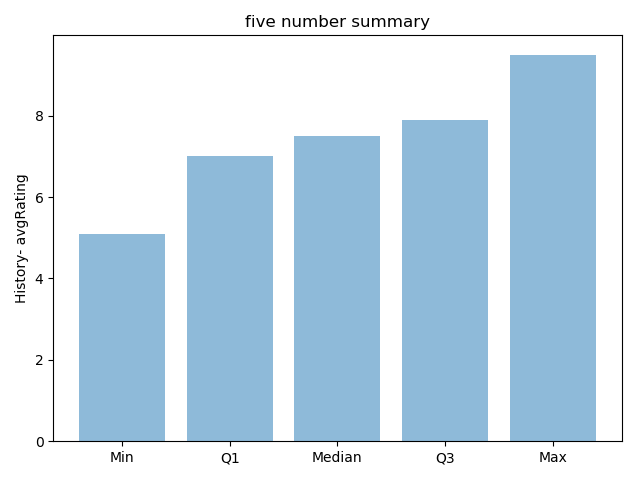 five number summary
History- avgRating
8
6
4
2
0
Min Q1 Median Q3 Max